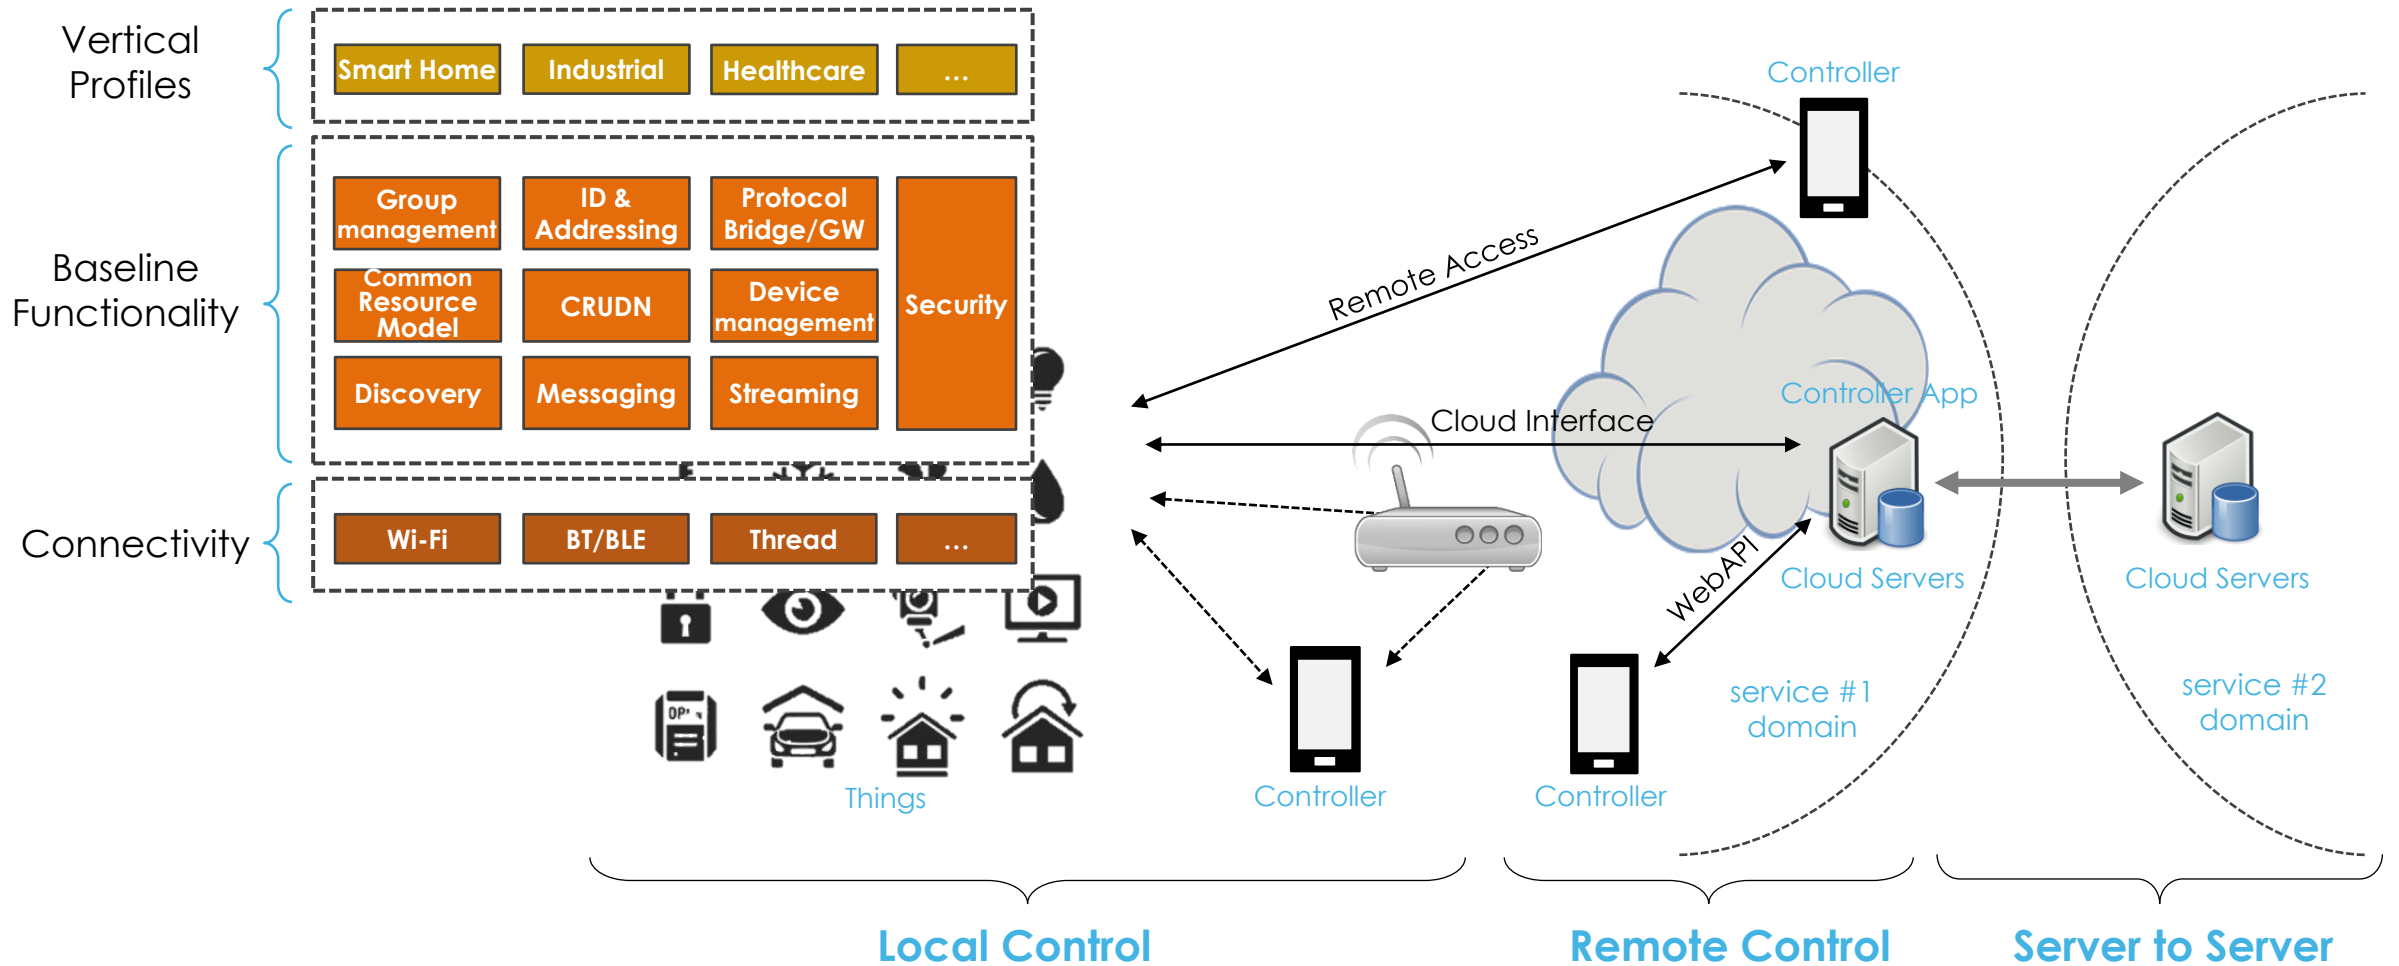 Vertical
Profiles
Smart Home
Industrial
Healthcare
...
Baseline
Functionality
Group
management
ID &
Addressing
Protocol
Bridge/GW
Common
Resource
Model
CRUDN
Device
management
Security
Discovery
Messaging
Streaming
Connectivity
Wi-Fi
BT/BLE
Thread
...
Things
Controller
Remote Access
Cloud Interface
Controller App
WebAPI
Cloud Servers
Cloud Servers
service #1
domain
service #2
domain
Controller
Controller
Local Control
Remote Control
Server to Server